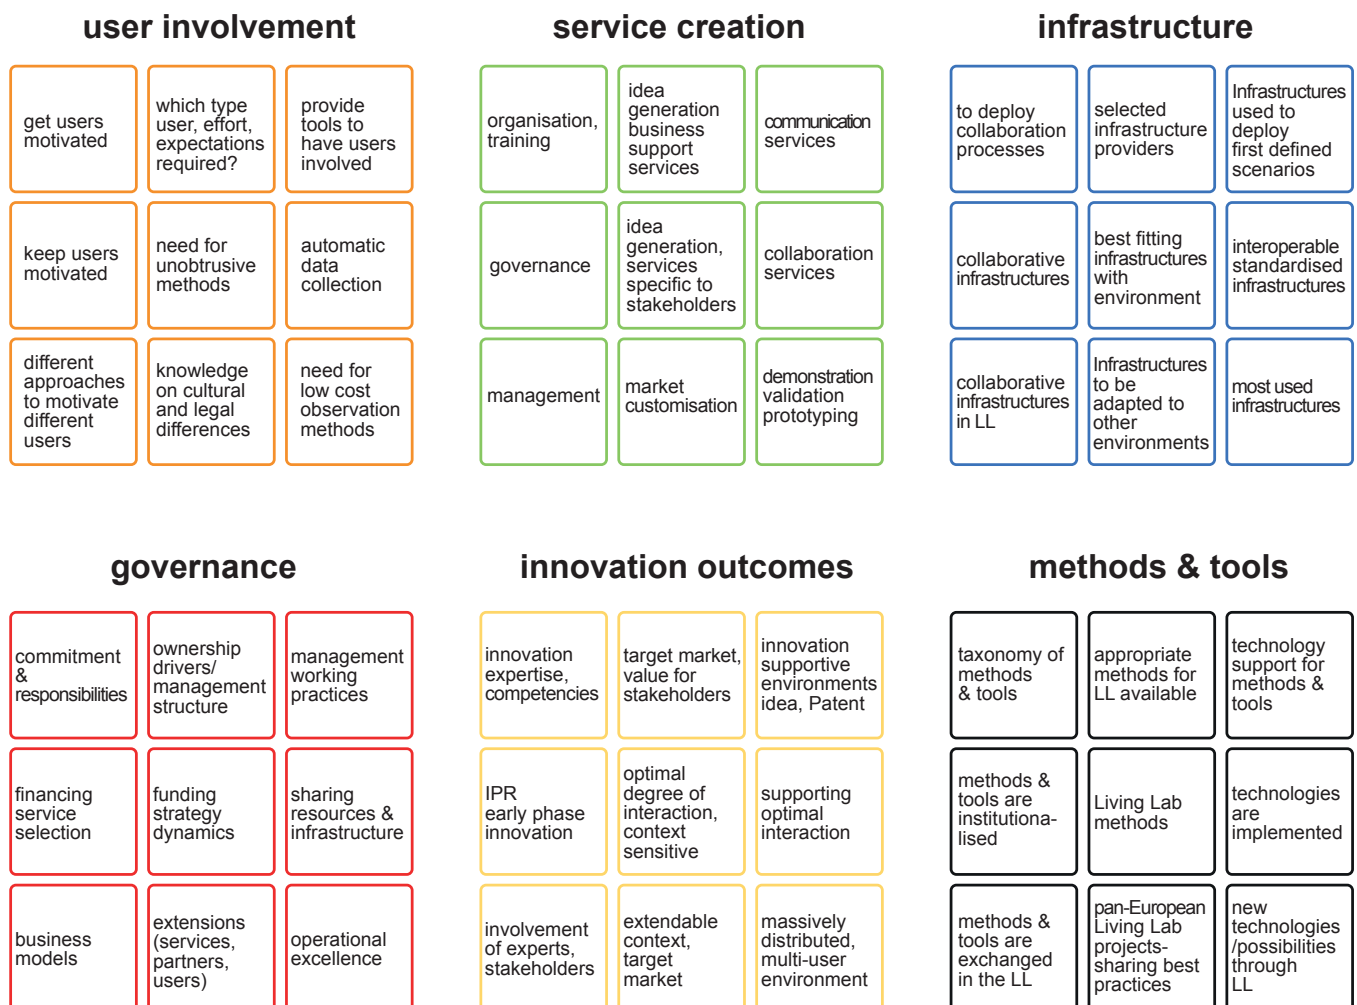 user involvement
get users
motivated
which type
user, effort,
expectations
required?
provide
tools to
have users
involved
keep users
motivated
need for
unobtrusive
methods
automatic
data
collection
different
approaches
to motivate
different
users
knowledge
on cultural
and legal
differences
need for
low cost
observation
methods
service creation
organisation,
training
idea
generation
business
support
services
communication
services
governance
idea
generation,
services
specific to
stakeholders
collaboration
services
management
market
customisation
demonstration
validation
prototyping
infrastructure
to deploy
collaboration
processes
selected
infrastructure
providers
Infrastructures
used to
deploy
first defined
scenarios
collaborative
infrastructures
best fitting
infrastructures
with
environment
interoperable
standardised
infrastructures
collaborative
infrastructures
in LL
Infrastructures
to be
adapted to
other
environments
most used
infrastructures
governance
commitment
&
responsibilities
ownership
drivers/
management
structure
management
working
practices
financing
service
selection
funding
strategy
dynamics
sharing
resources &
infrastructure
business
models
extensions
(services,
partners,
users)
operational
excellence
innovation outcomes
innovation
expertise,
competencies
target market,
value for
stakeholders
innovation
supportive
environments
idea, Patent
IPR
early phase
innovation
optimal
degree of
interaction,
context
sensitive
supporting
optimal
interaction
involvement
of experts,
stakeholders
extendable
context,
target
market
massively
distributed,
multi-user
environment
methods & tools
taxonomy of
methods
& tools
appropriate
methods for
LL available
technology
support for
methods &
tools
methods &
tools are
institutiona-
lised
Living Lab
methods
technologies
are
implemented
methods &
tools are
exchanged
in the LL
pan-European
Living Lab
projects-
sharing best
practices
new
technologies
/possibilities
through
LL